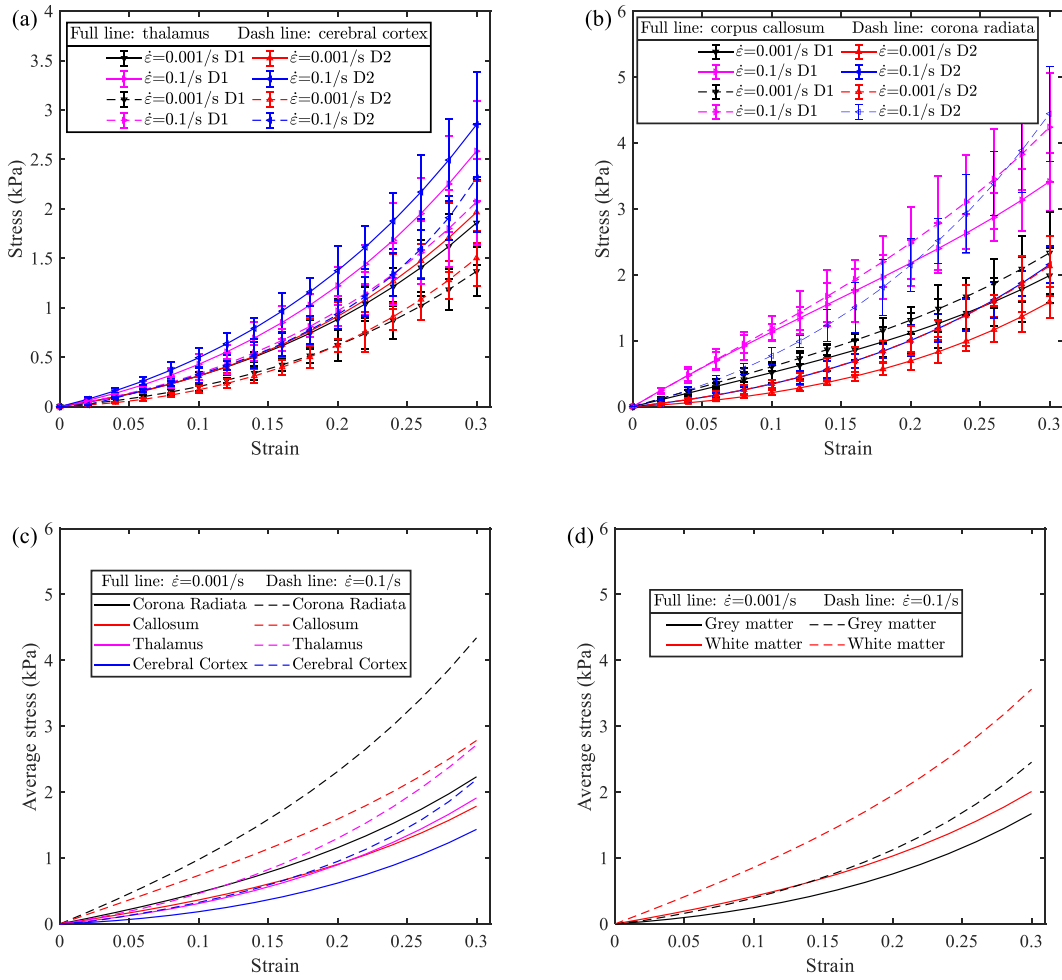 (a)
Full line: thalamus Dash line: cerebral cortex
ε̇=0.001/s D1 ε̇=0.001/s D2
ε̇=0.1/s D1 ε̇=0.1/s D2
ε̇=0.001/s D1 ε̇=0.001/s D2
ε̇=0.1/s D1 ε̇=0.1/s D2
4
3.5
3
2.5
2
1.5
1
0.5
0
Stress (kPa)
0 0.05 0.1 0.15 0.2 0.25 0.3
Strain
(b)
Full line: corpus callosum Dash line: corona radiata
ε̇=0.001/s D1 ε̇=0.001/s D2
ε̇=0.1/s D1 ε̇=0.1/s D2
ε̇=0.001/s D1 ε̇=0.001/s D2
ε̇=0.1/s D1 ε̇=0.1/s D2
6
5
4
3
2
1
0
Stress (kPa)
0 0.05 0.1 0.15 0.2 0.25 0.3
Strain
(c)
Full line: ε̇=0.001/s Dash line: ε̇=0.1/s
Corona Radiata Corona Radiata
Callosum Callosum
Thalamus Thalamus
Cerebral Cortex Cerebral Cortex
6
5
4
3
2
1
0
Average stress (kPa)
0 0.05 0.1 0.15 0.2 0.25 0.3
Strain
(d)
Full line: ε̇=0.001/s Dash line: ε̇=0.1/s
Grey matter Grey matter
White matter White matter
6
5
4
3
2
1
0
Average stress (kPa)
0 0.05 0.1 0.15 0.2 0.25 0.3
Strain